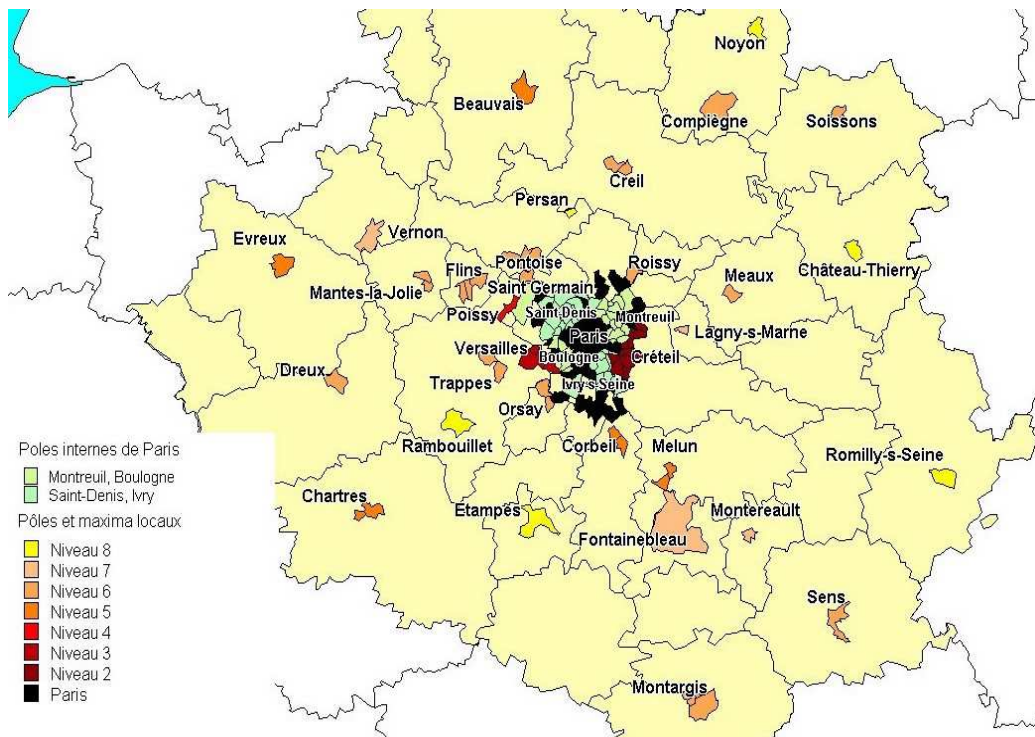 Noyon
Beauvais
Compiègne
Soissons
Creil
Persan
Vernon
Evreux
Pontoise
Roissy
Flins
Meaux
Château-Thierry
Mantes-la-Jolie
Saint Germain
Poissy
Saint Denis
Montreuil
Paris
Lagny-s-Marne
Versailles
Boulogne
Créteil
Dreux
Trappes
Ivry-s-Seine
Orsay
Rambouillet
Corbeil
Melun
Romilly-s-Seine
Chartres
Etampes
Montereault
Fontainebleau
Sens
Montargis
Poles internes de Paris
Montreuil, Boulogne
Saint-Denis, Ivry
Pôles et maxima locaux
Niveau 8
Niveau 7
Niveau 6
Niveau 5
Niveau 4
Niveau 3
Niveau 2
Paris